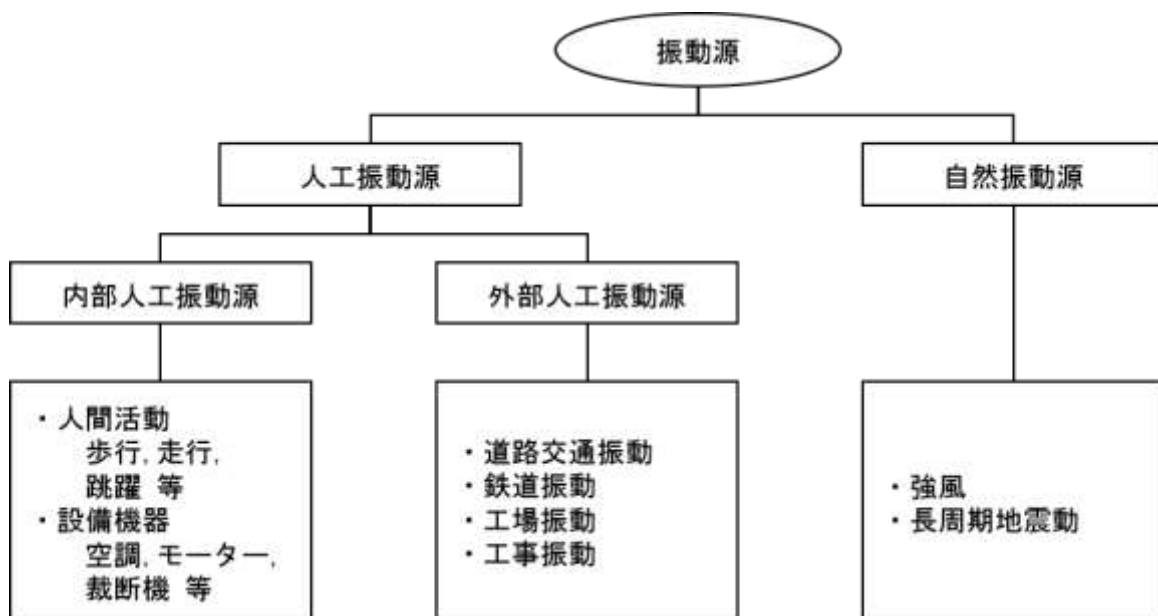 振動源
人工振動源
自然振動源
内部人工振動源
外部人工振動源
・人間活動
歩行,走行,
跳躍 等
・設備機器
空調,モーター,
裁断機 等
・道路交通振動
・鉄道振動
・工場振動
・工事振動
・強風
・長周期地震動